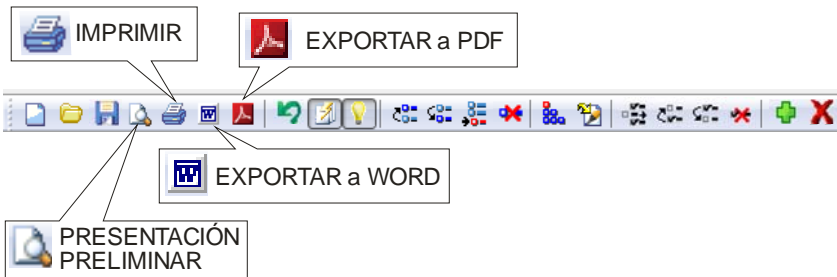 IMPRIMIR
EXPORTAR a PDF
EXPORTAR a WORD
PRESENTACIÓN
PRELIMINAR